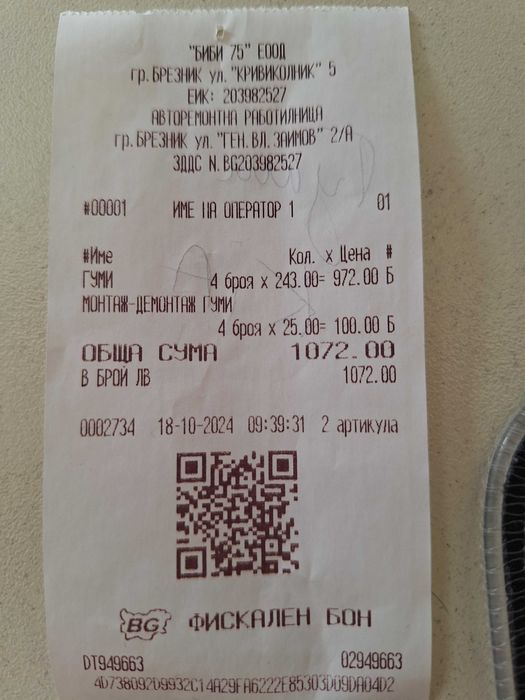 "БИБИ 75" ЕООД
гр. БРЕЗНИК ул. "КРИВИКОЛНИК" 5
ЕИК: 203982527
АВТОРЕМОНТНА РАБОТИЛНИЦА
гр. БРЕЗНИК ул. "ГЕН. ВЛ. ЗАИМОВ" 2/А
ЗДДС N. BG203982527
#00001 ИМЕ НА ОПЕРАТОР 1 01
#Име Кол. x Цена #
ГУМИ 4 броя x 243.00= 972.00 Б
МОНТАЖ-ДЕМОНТАЖ ГУМИ
4 броя x 25.00= 100.00 Б
ОБЩА СУМА 1072.00
В БРОЙ ЛВ 1072.00
0002734 18-10-2024 09:39:31 2 артикула
BG ФИСКАЛЕН БОН
DT949663 02949663
4D738092D9932C14A29FA6222E85303D09DA04D2